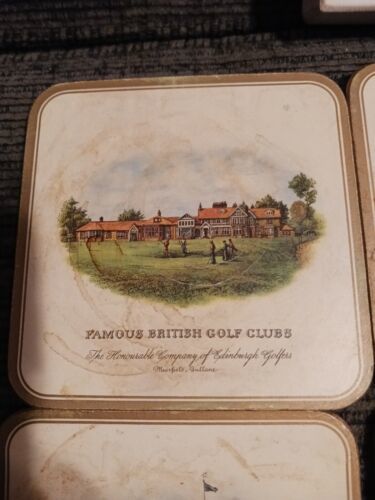 FAMOUS BRITISH GOLF CLUBS
The Honourable Company of Edinburgh Golfers
Muirfield, Gullane